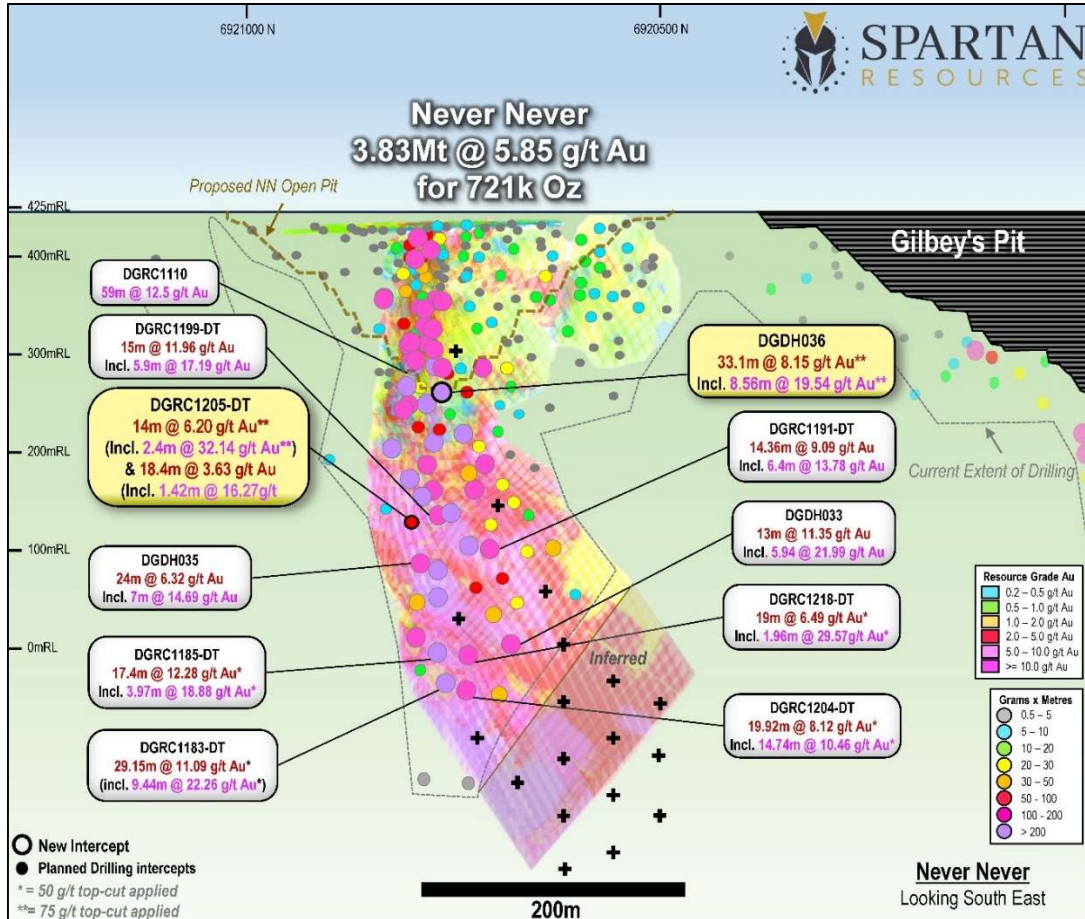 6921000 N
6920500 N
SPARTAN
RESOURCES
Never Never
3.83Mt @ 5.85 g/t Au
for 721k Oz
Proposed NN Open Pit
425mRL
Gilbey's Pit
400mRL
DGRC1110
59m @ 12.5 g/t Au
DGRC1199-DT
15m @ 11.96 g/t Au
Incl. 5.9m @ 17.19 g/t Au
300mRL
DGDH036
33.1m @ 8.15 g/t Au**
Incl. 8.56m @ 19.54 g/t Au**
DGRC1205-DT
14m @ 6.20 g/t Au**
(Incl. 2.4m @ 32.14 g/t Au**)
& 18.4m @ 3.63 g/t Au
(Incl. 1.42m @ 16.27g/t
DGRC1191-DT
14.36m @ 9.09 g/t Au
Incl. 6.4m @ 13.78 g/t Au
200mRL
Current Extent of Drilling
DGDH033
13m @ 11.35 g/t Au
Incl. 5.94 @ 21.99 g/t Au
100mRL
DGDH035
24m @ 6.32 g/t Au
Incl. 7m @ 14.69 g/t Au
DGRC1218-DT
19m @ 6.49 g/t Au*
Incl. 1.96m @ 29.57g/t Au*
Resource Grade Au
0.2 – 0.5 g/t Au
0.5 – 1.0 g/t Au
1.0 – 2.0 g/t Au
2.0 – 5.0 g/t Au
5.0 – 10.0 g/t Au
>= 10.0 g/t Au
0mRL
Inferred
DGRC1185-DT
17.4m @ 12.28 g/t Au*
Incl. 3.97m @ 18.88 g/t Au*
DGRC1204-DT
19.92m @ 8.12 g/t Au*
Incl. 14.74m @ 10.46 g/t Au*
Grams x Metres
0.5 – 5
5 – 10
10 – 20
20 – 30
30 – 50
50 - 100
100 - 200
> 200
DGRC1183-DT
29.15m @ 11.09 g/t Au*
(incl. 9.44m @ 22.26 g/t Au*)
New Intercept
Planned Drilling intercepts
* = 50 g/t top-cut applied
**= 75 g/t top-cut applied
200m
Never Never
Looking South East